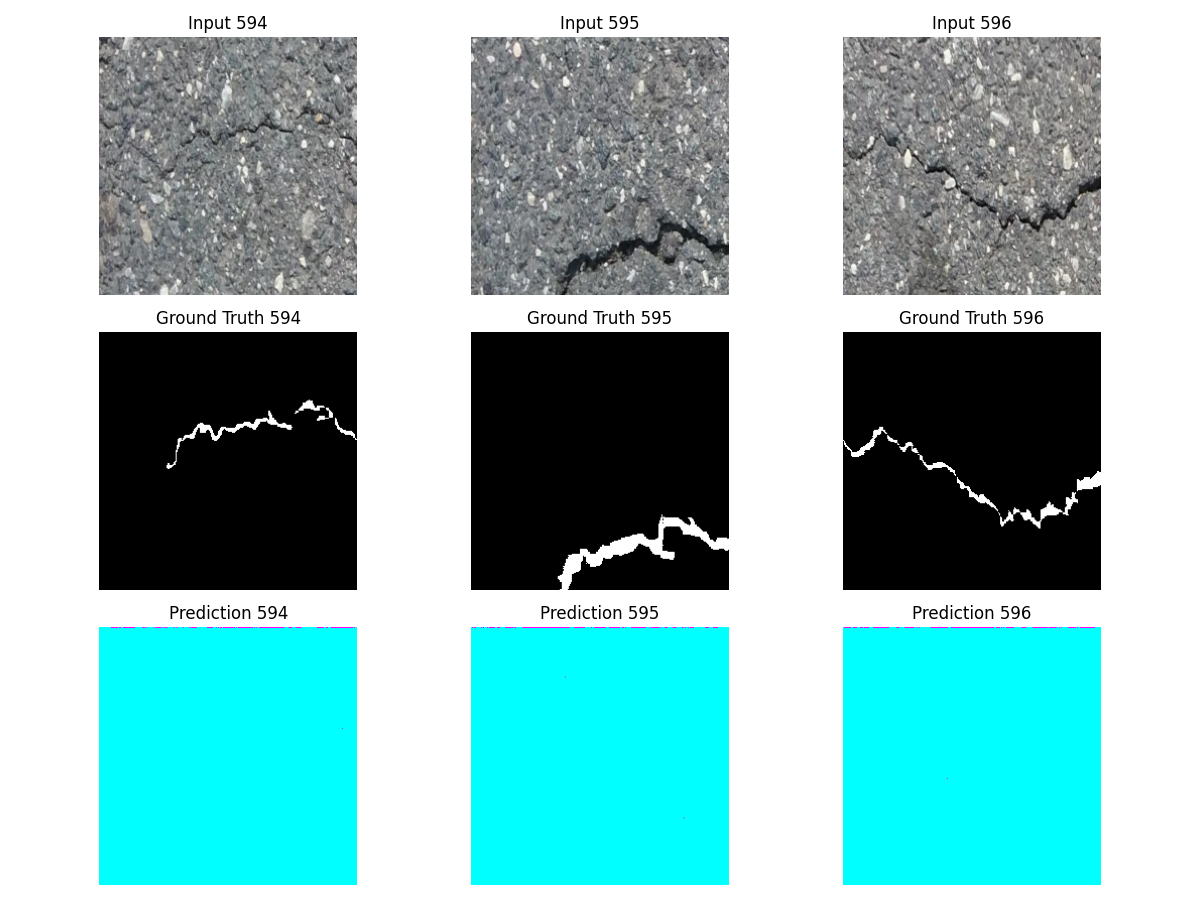 Input 594
Input 595
Input 596
Ground Truth 594
Ground Truth 595
Ground Truth 596
Prediction 594
Prediction 595
Prediction 596